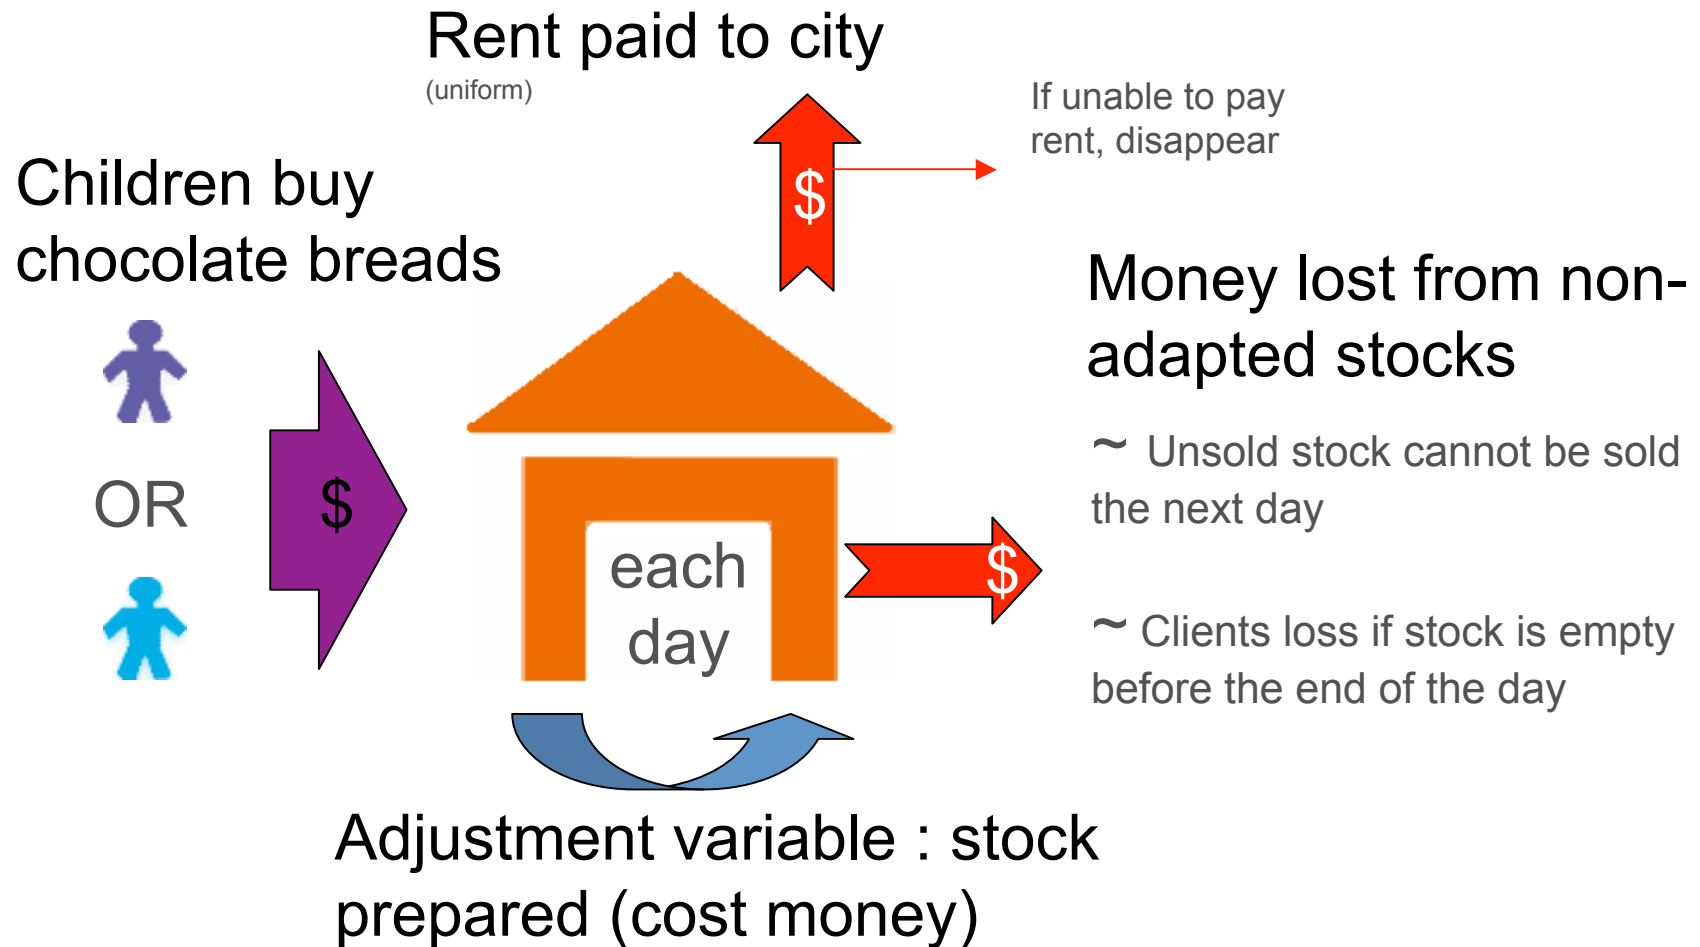 Rent paid to city
(uniform)
If unable to pay
rent, disappear
$
Children buy
chocolate breads
OR
$
each
day
Money lost from non-
adapted stocks
~ Unsold stock cannot be sold
the next day
$
~ Clients loss if stock is empty
before the end of the day
Adjustment variable : stock
prepared (cost money)